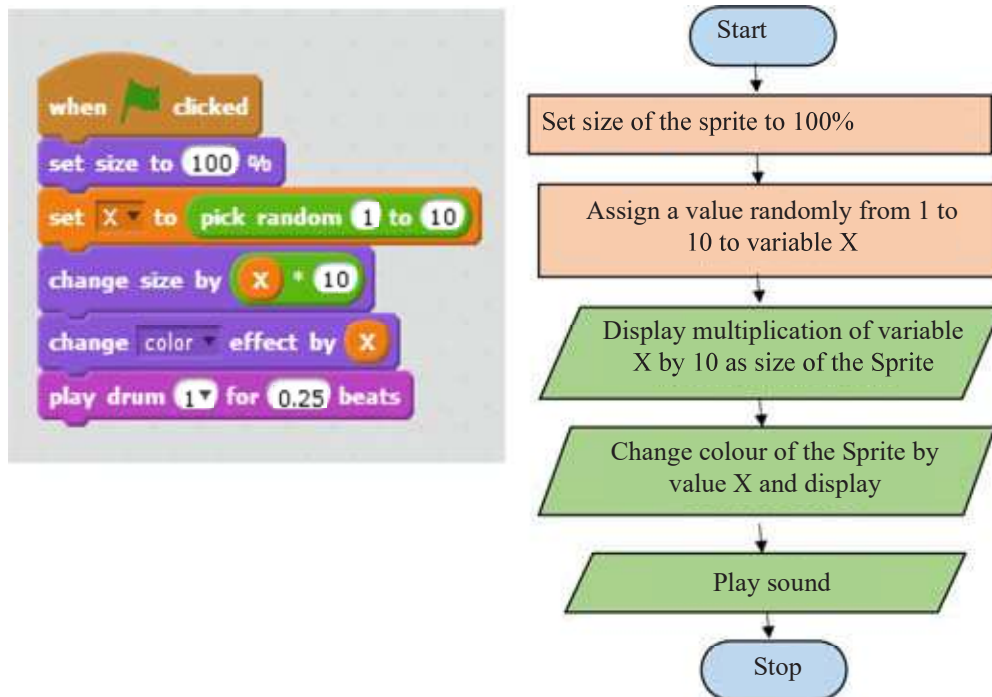 when clicked
set size to 100 %
set X to pick random 1 to 10
change size by X * 10
change color effect by X
play drum 1 for 0.25 beats
Start
Set size of the sprite to 100%
Assign a value randomly from 1 to
10 to variable X
Display multiplication of variable
X by 10 as size of the Sprite
Change colour of the Sprite by
value X and display
Play sound
Stop